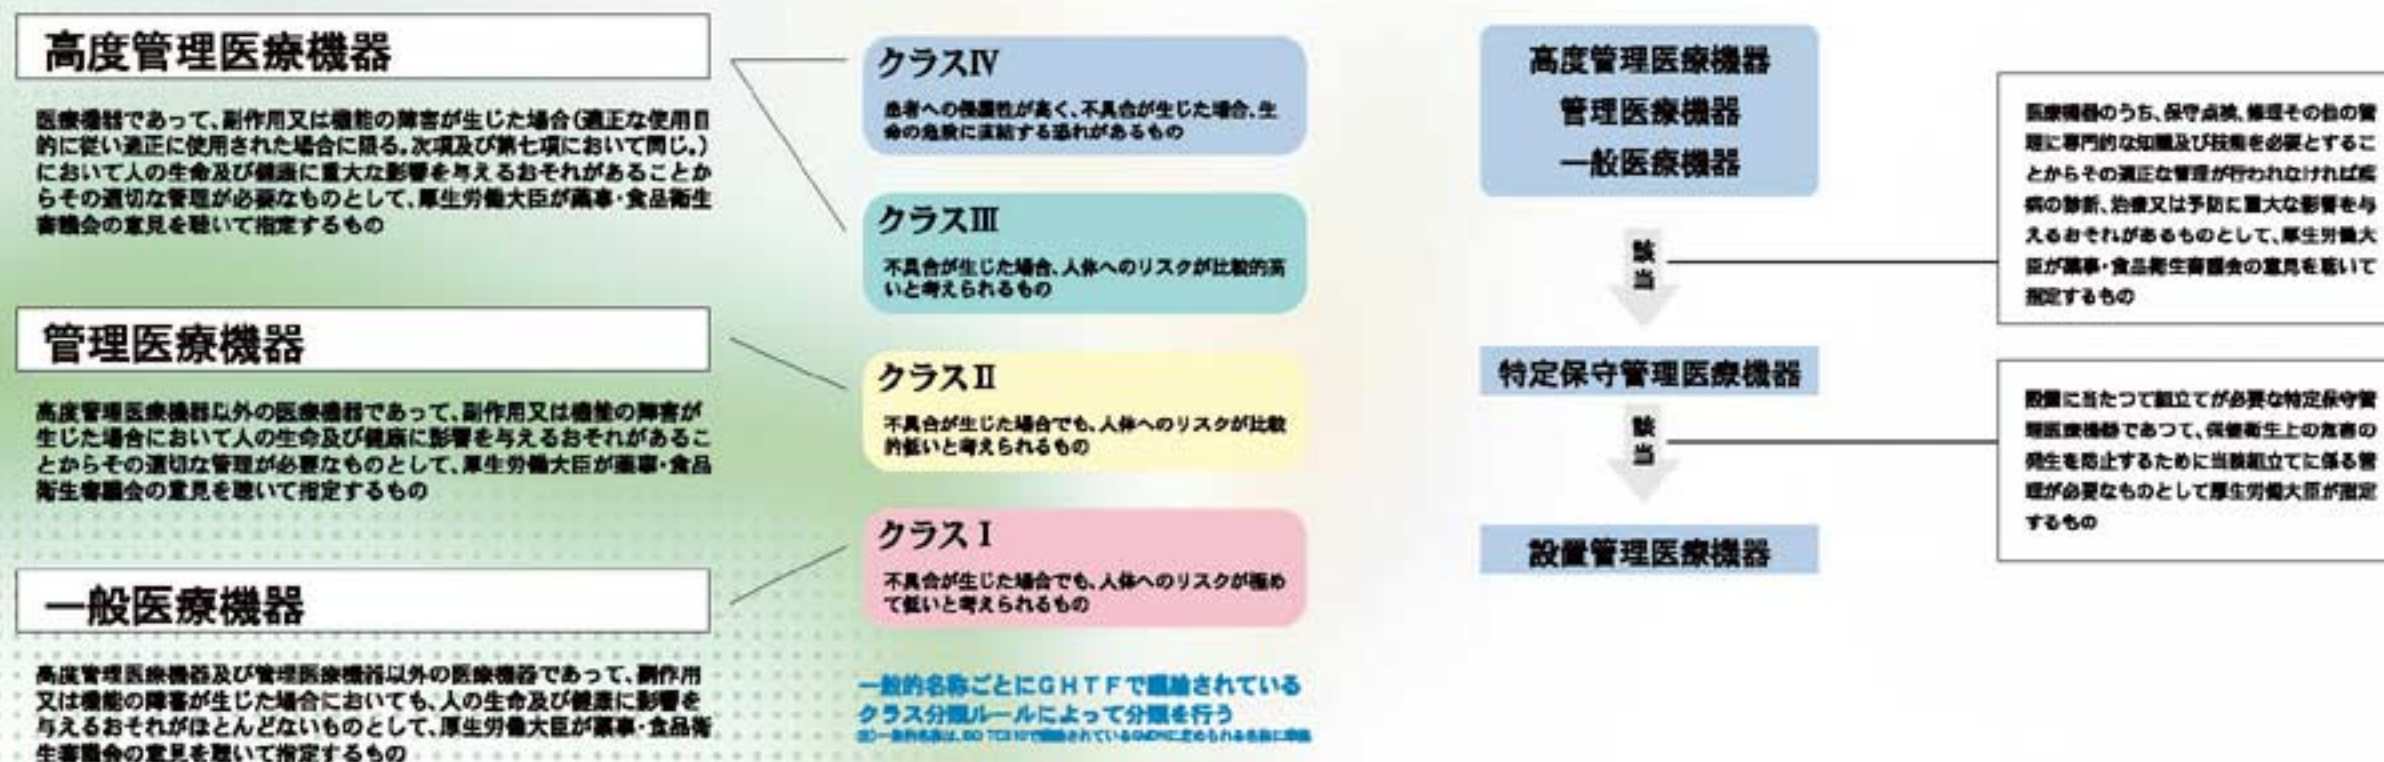 高度管理医療機器
医療機器であって、副作用又は機能の障害が生じた場合(適正な使用目
的に従い適正に使用された場合に限る。次項及び第七項において同じ。)
において人の生命及び健康に重大な影響を与えるおそれがあることか
らその適切な管理が必要なものとして、厚生労働大臣が薬事・食品衛生
審議会の意見を聴いて指定するもの
管理医療機器
高度管理医療機器以外の医療機器であって、副作用又は機能の障害が
生じた場合において人の生命及び健康に影響を与えるおそれがあるこ
とからその適切な管理が必要なものとして、厚生労働大臣が薬事・食品
衛生審議会の意見を聴いて指定するもの
一般医療機器
高度管理医療機器及び管理医療機器以外の医療機器であって、副作用
又は機能の障害が生じた場合においても、人の生命及び健康に影響を
与えるおそれがほとんどないものとして、厚生労働大臣が薬事・食品衛
生審議会の意見を聴いて指定するもの
クラスⅣ
患者への侵襲性が高く、不具合が生じた場合、生
命の危険に直結する恐れがあるもの
クラスⅢ
不具合が生じた場合、人体へのリスクが比較的高
いと考えられるもの
クラスⅡ
不具合が生じた場合でも、人体へのリスクが比較
的低いと考えられるもの
クラスⅠ
不具合が生じた場合でも、人体へのリスクが極め
て低いと考えられるもの
一般的名称ごとにGHTFで議論されている
クラス分類ルールによって分類を行う
注)一般的名称は、ISO TC210で議論されているGMDNに定められる名称に準拠
高度管理医療機器
管理医療機器
一般医療機器
該当
特定保守管理医療機器
該当
設置管理医療機器
医療機器のうち、保守点検、修理その他の管
理に専門的な知識及び技能を必要とするこ
とからその適正な管理が行われなければ疾
病の診断、治療又は予防に重大な影響を与
えるおそれがあるものとして、厚生労働大
臣が薬事・食品衛生審議会の意見を聴いて
指定するもの
設置に当たつて組立てが必要な特定保守管
理医療機器であつて、保健衛生上の危害の
発生を防止するために当該組立てに係る管
理が必要なものとして厚生労働大臣が指定
するもの